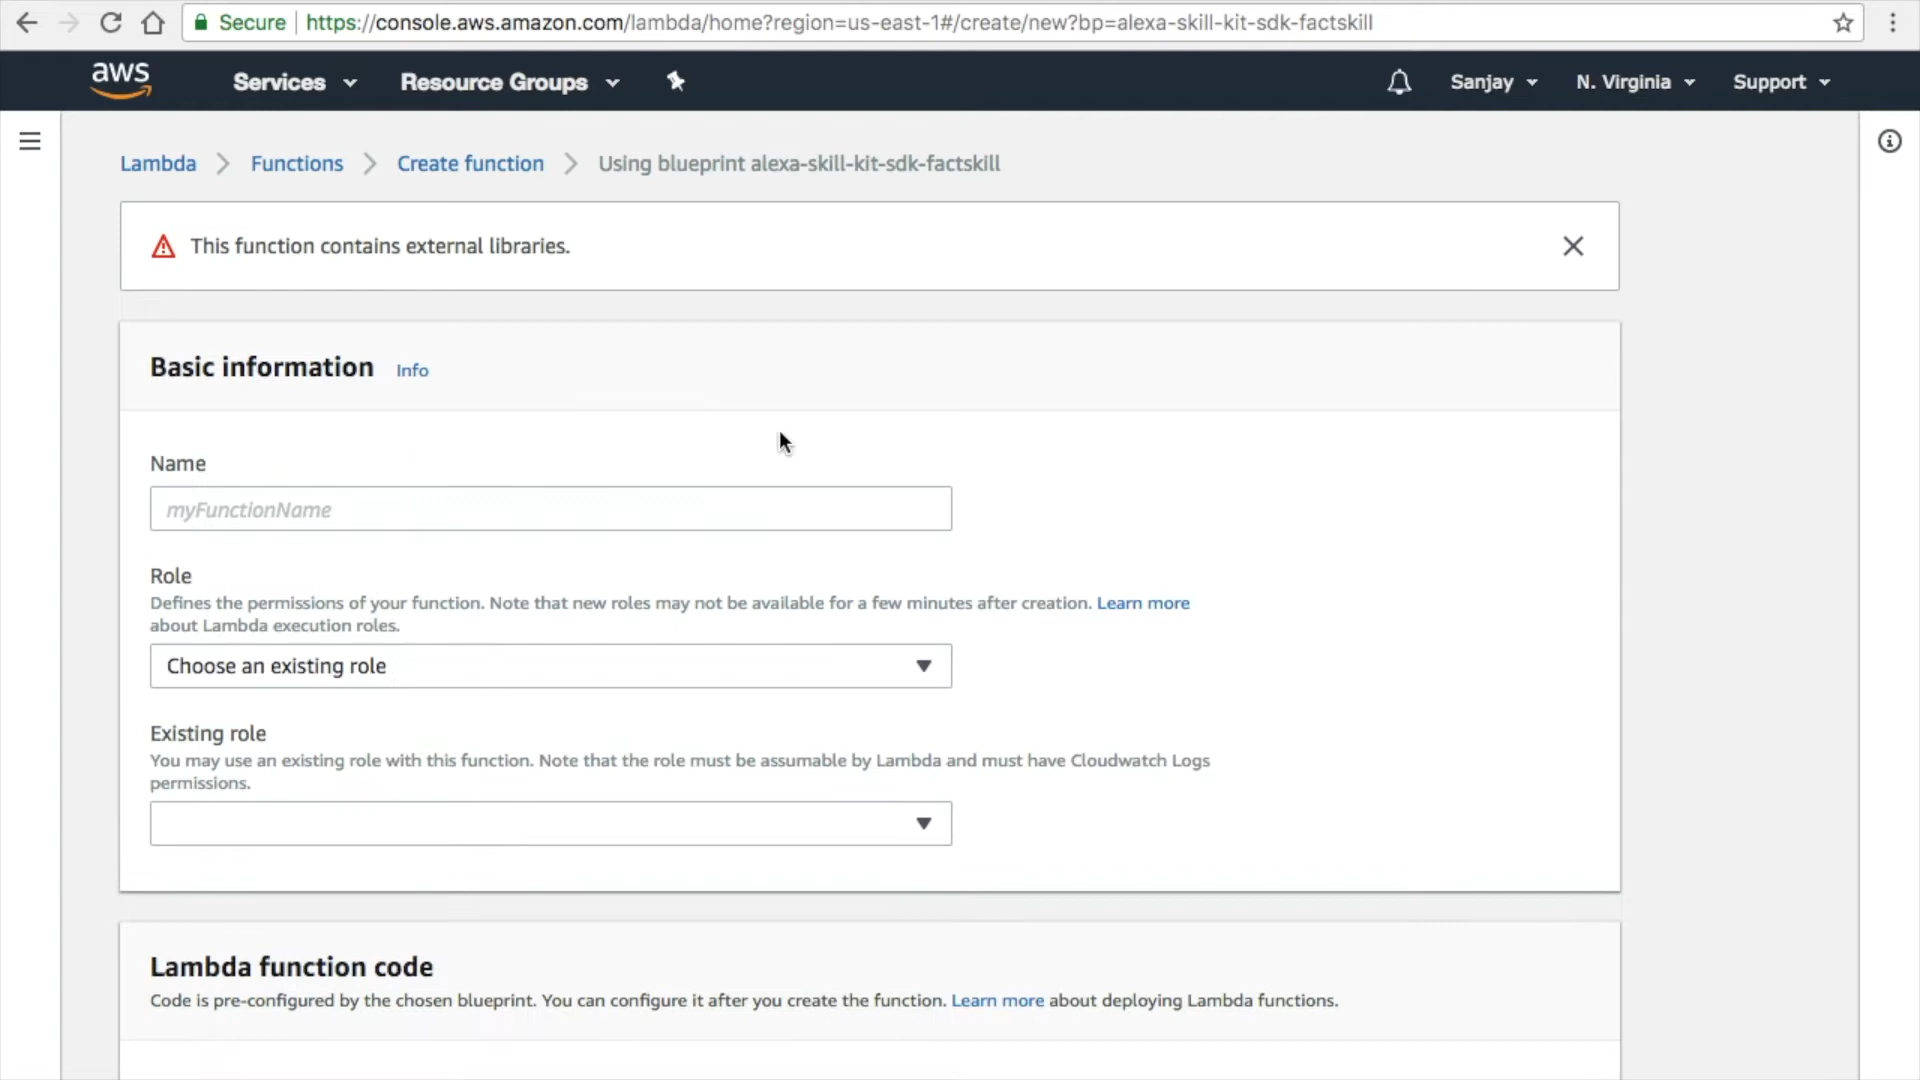 Secure https://console.aws.amazon.com/lambda/home?region=us-east-1#/create/new?bp=alexa-skill-kit-sdk-factskill
aws Services Resource Groups Sanjay N. Virginia Support
Lambda Functions Create function Using blueprint alexa-skill-kit-sdk-factskill
This function contains external libraries.
Basic information Info
Name
myFunctionName
Role
Defines the permissions of your function. Note that new roles may not be available for a few minutes after creation. Learn more
about Lambda execution roles.
Choose an existing role
Existing role
You may use an existing role with this function. Note that the role must be assumable by Lambda and must have Cloudwatch Logs
permissions.
Lambda function code
Code is pre-configured by the chosen blueprint. You can configure it after you create the function. Learn more about deploying Lambda functions.